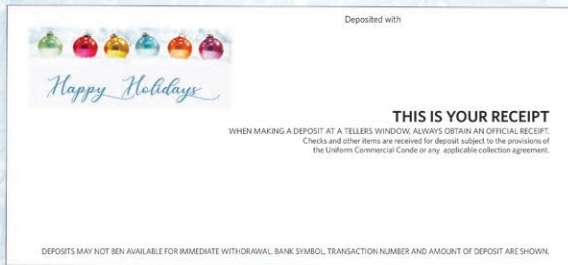 Deposited with
Happy Holidays
THIS IS YOUR RECEIPT
WHEN MAKING A DEPOSIT AT A TELLERS WINDOW, ALWAYS OBTAIN AN OFFICIAL RECEIPT.
Checks and other items are received for deposit subject to the provisions of
the Uniform Commercial Conde or any applicable collection agreement.
DEPOSITS MAY NOT BEN AVAILABLE FOR IMMEDIATE WITHDRAWAL. BANK SYMBOL, TRANSACTION NUMBER AND AMOUNT OF DEPOSIT ARE SHOWN.